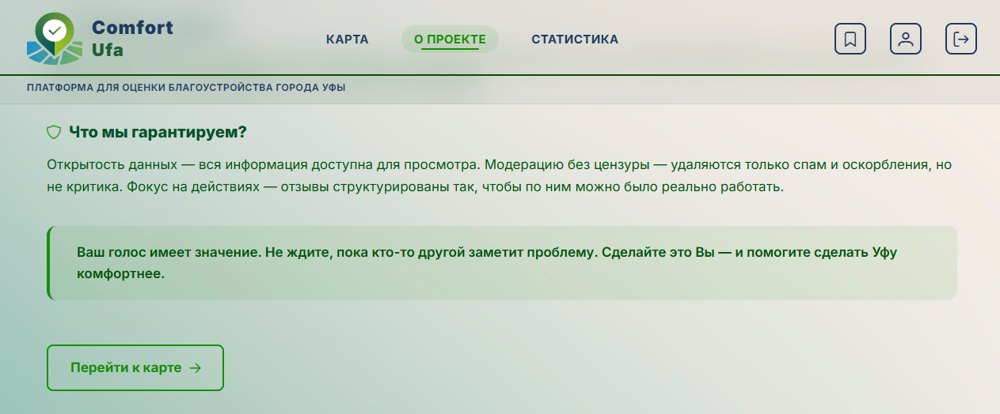 Comfort
Ufa
КАРТА
О ПРОЕКТЕ
СТАТИСТИКА
ПЛАТФОРМА ДЛЯ ОЦЕНКИ БЛАГОУСТРОЙСТВА ГОРОДА УФЫ
Что мы гарантируем?
Открытость данных — вся информация доступна для просмотра. Модерацию без цензуры — удаляются только спам и оскорбления, но
не критика. Фокус на действиях — отзывы структурированы так, чтобы по ним можно было реально работать.
Ваш голос имеет значение. Не ждите, пока кто-то другой заметит проблему. Сделайте это Вы — и помогите сделать Уфу
комфортнее.
Перейти к карте →